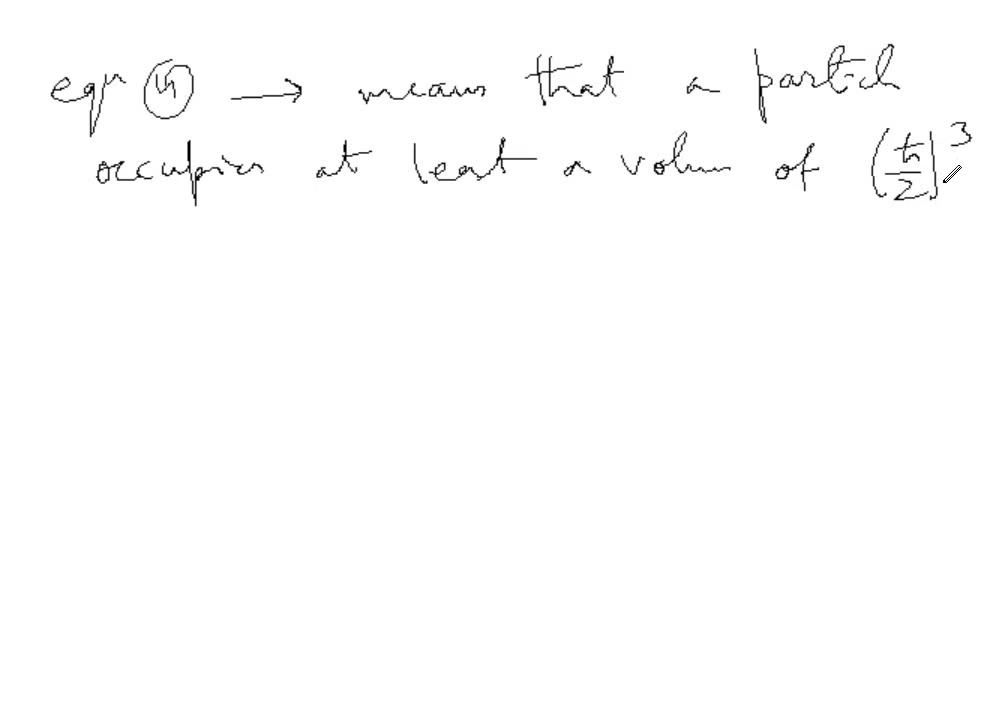 eqn ④ → means that a particle
occupies at least a volume of (ħ/2)³